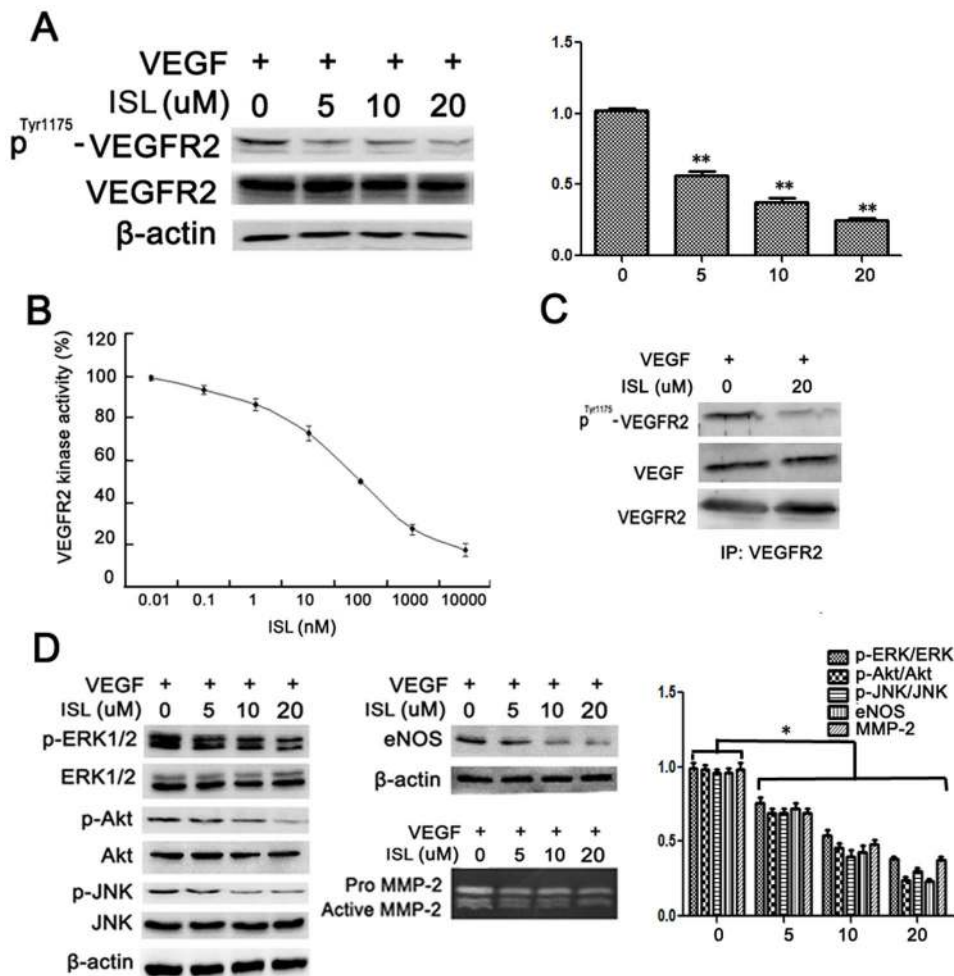 A
VEGF + + + +
ISL (uM) 0 5 10 20
pTyr1175-VEGFR2
VEGFR2
β-actin
1.5
1.0
0.5
0.0
** ** **
0 5 10 20
B
VEGFR2 kinase activity (%)
120
100
80
60
40
20
0
0.01 0.1 1 10 100 1000 10000
ISL (nM)
C
VEGF + +
ISL (uM) 0 20
pTyr1175-VEGFR2
VEGF
VEGFR2
IP: VEGFR2
D
VEGF + + + +
ISL (uM) 0 5 10 20
p-ERK1/2
ERK1/2
p-Akt
Akt
p-JNK
JNK
β-actin
VEGF + + + +
ISL (uM) 0 5 10 20
eNOS
β-actin
VEGF + + + +
ISL (uM) 0 5 10 20
Pro MMP-2
Active MMP-2
p-ERK/ERK
p-Akt/Akt
p-JNK/JNK
eNOS
MMP-2
*
1.5
1.0
0.5
0.0
0 5 10 20